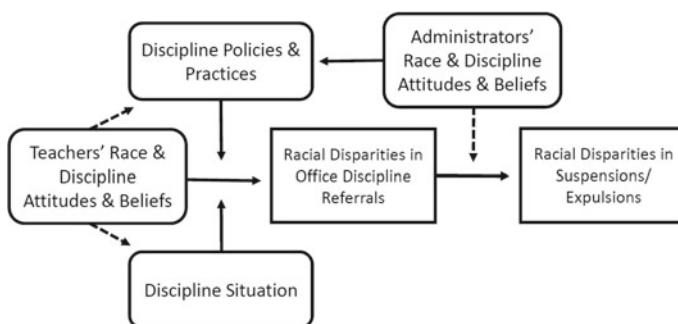 Discipline Policies &
Practices
Administrators'
Race & Discipline
Attitudes & Beliefs
Teachers' Race &
Discipline
Attitudes & Beliefs
Racial Disparities in
Office Discipline
Referrals
Racial Disparities in
Suspensions/
Expulsions
Discipline Situation